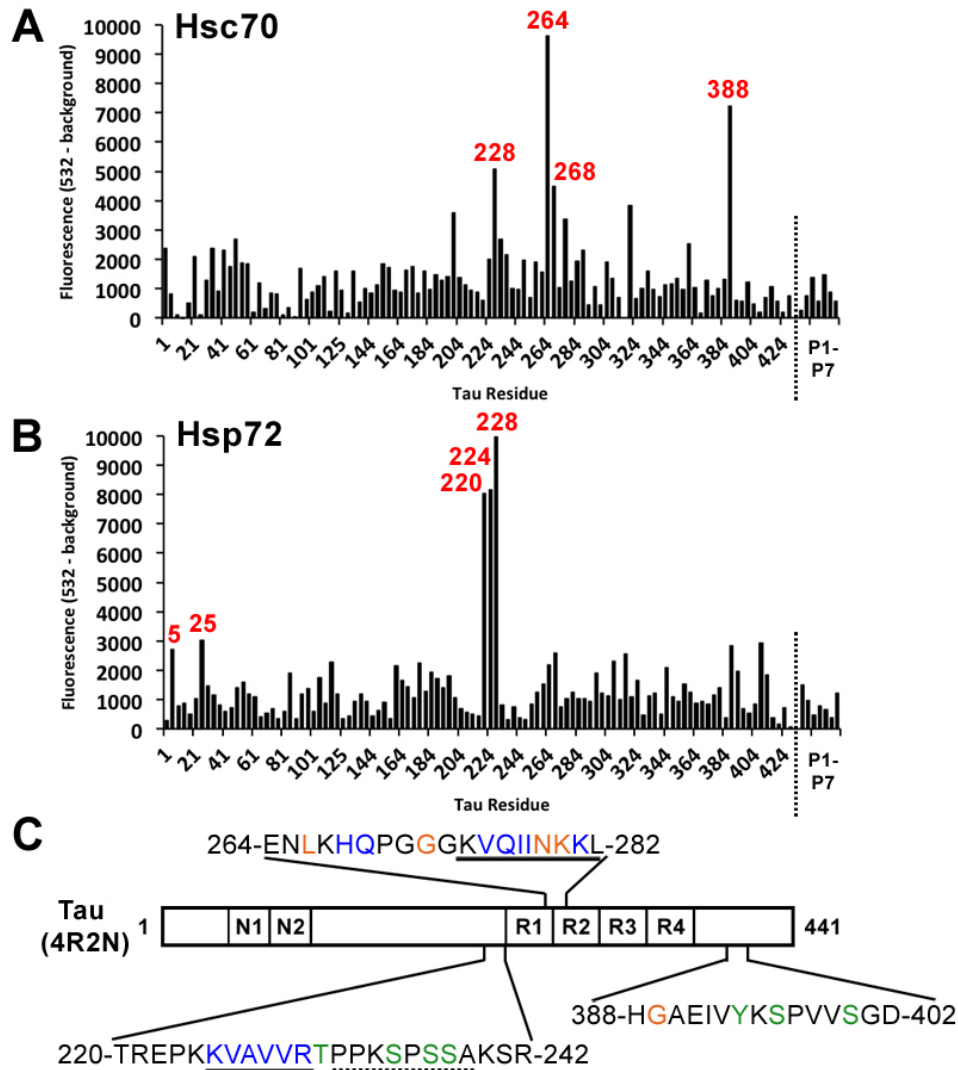 A Hsc70
Fluorescence (532 - background)
10000
9000
8000
7000
6000
5000
4000
3000
2000
1000
0
264
388
228
268
1 21 41 61 81 101 125 144 164 184 204 224 244 264 284 304 324 344 364 384 404 424
P1-
P7
Tau Residue
B Hsp72
Fluorescence (532 - background)
10000
9000
8000
7000
6000
5000
4000
3000
2000
1000
0
228
224
220
5 25
1 21 41 61 81 101 125 144 164 184 204 224 244 264 284 304 324 344 364 384 404 424
P1-
P7
Tau Residue
C
264-ENLKHQPGGGKVQIINKKL-282
Tau
(4R2N)
1 N1 N2 R1 R2 R3 R4 441
388-HGAEIVYKSPVVSGD-402
220-TREPKKVAVVRTPPKSPSSAKSR-242